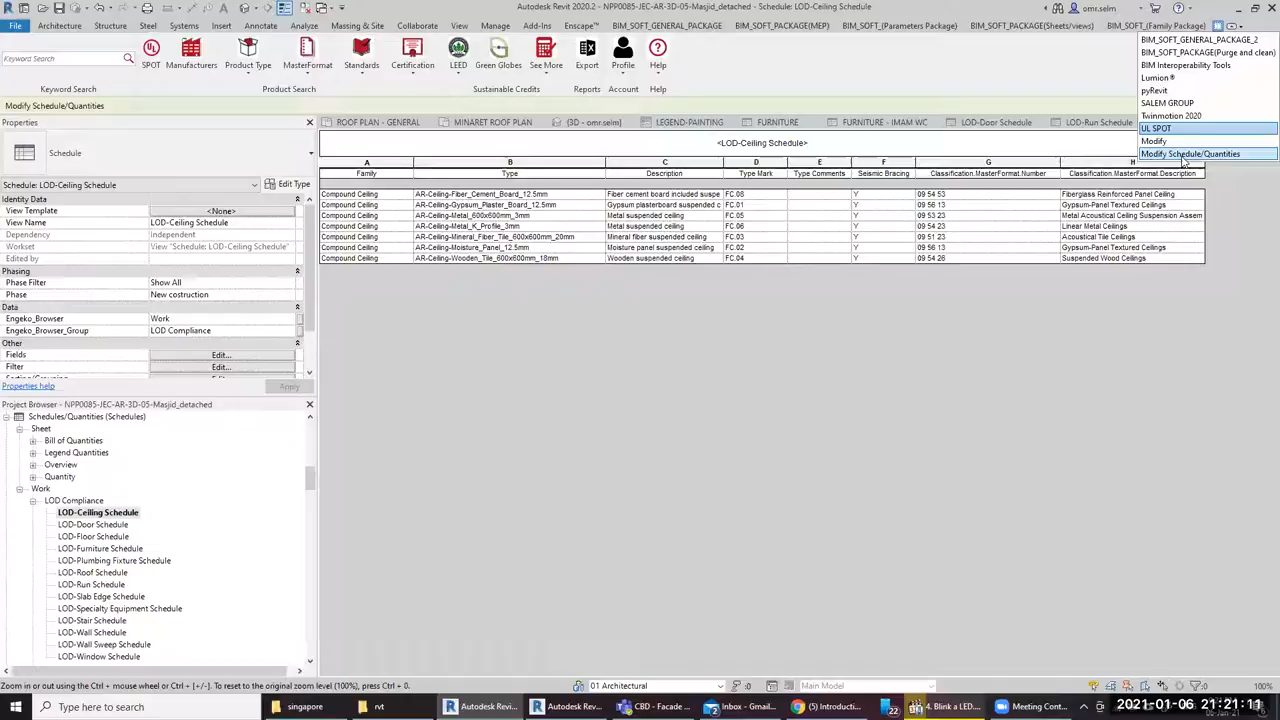 Autodesk Revit 2020.2 - NPP0085-JEC-AR-3D-05-Masjid_detached - Schedule: LOD-Ceiling Schedule
omr.seim
File Architecture Structure Steel Systems Insert Annotate Analyze Massing & Site Collaborate View Manage Add-Ins Enscape™ BIM_SOFT_GENERAL_PACKAGE BIM_SOFT_PACKAGE(MEP) BIM_SOFT_(Parameters Package) BIM_SOFT_PACKAGE(Sheets/views) BIM_SOFT_(Family Package)
BIM_SOFT_GENERAL_PACKAGE_2
BIM_SOFT_PACKAGE(Purge and clean)
BIM Interoperability Tools
Lumion®
pyRevit
SALEM GROUP
Twinmotion 2020
UL SPOT
Modify
Modify Schedule/Quantities
Keyword Search
SPOT Manufacturers Product Type MasterFormat Standards Certification LEED Green Globes See More Export Profile Help
Keyword Search Product Search Sustainable Credits Reports Account Help
Modify Schedule/Quantities
Properties
ROOF PLAN - GENERAL MINARET ROOF PLAN {3D - omr.seim} LEGEND-PAINTING FURNITURE FURNITURE - IMAM WC LOD-Door Schedule LOD-Run Schedule
Schedule
Schedule: LOD-Ceiling Schedule Edit Type
Identity Data
View Template <None>
View Name LOD-Ceiling Schedule
Dependency Independent
Workset View "Schedule: LOD-Ceiling Schedule"
Edited by
Phasing
Phase Filter Show All
Phase New costruction
Data
Engeko_Browser Work
Engeko_Browser_Group LOD Compliance
Other
Fields Edit...
Filter Edit...
Properties help Apply
<LOD-Ceiling Schedule>
A B C D E F G H
Family Type Description Type Mark Type Comments Seismic Bracing Classification.MasterFormat.Number Classification.MasterFormat.Description
Compound Ceiling AR-Ceiling-Fiber_Cement_Board_12.5mm Fiber cement board included suspe FC.08 Y 09 54 53 Fiberglass Reinforced Panel Ceiling
Compound Ceiling AR-Ceiling-Gypsum_Plaster_Board_12.5mm Gypsum plasterboard suspended c FC.01 Y 09 56 13 Gypsum-Panel Textured Ceilings
Compound Ceiling AR-Ceiling-Metal_600x600mm_3mm Metal suspended ceiling FC.05 Y 09 53 23 Metal Acoustical Ceiling Suspension Assem
Compound Ceiling AR-Ceiling-Metal_K_Profile_3mm Metal suspended ceiling FC.06 Y 09 54 23 Linear Metal Ceilings
Compound Ceiling AR-Ceiling-Mineral_Fiber_Tile_600x600mm_20mm Mineral fiber suspended ceiling FC.03 Y 09 51 23 Acoustical Tile Ceilings
Compound Ceiling AR-Ceiling-Moisture_Panel_12.5mm Moisture panel suspended ceiling FC.02 Y 09 56 13 Gypsum-Panel Textured Ceilings
Compound Ceiling AR-Ceiling-Wooden_Tile_600x600mm_18mm Wooden suspended ceiling FC.04 Y 09 54 26 Suspended Wood Ceilings
Project Browser - NPP0085-JEC-AR-3D-05-Masjid_detached
Schedules/Quantities (Schedules)
Sheet
Bill of Quantities
Legend Quantities
Overview
Quantity
Work
LOD Compliance
LOD-Ceiling Schedule
LOD-Door Schedule
LOD-Floor Schedule
LOD-Furniture Schedule
LOD-Plumbing Fixture Schedule
LOD-Roof Schedule
LOD-Run Schedule
LOD-Slab Edge Schedule
LOD-Specialty Equipment Schedule
LOD-Stair Schedule
LOD-Wall Schedule
LOD-Wall Sweep Schedule
LOD-Window Schedule
Zoom in or out using the Ctrl + mouse wheel or Ctrl + [+/-]. To reset to the original zoom level (100%), press Ctrl + 0. 01 Architectural :0 Main Model 100%
Type here to search singapore rvt Autodesk Revi... Autodesk Rev... CBD - Facade ... Inbox - Gmail... (5) Introducti... 22 4. Blink a LED... Meeting Cont... 2021-01-06 21:21:11